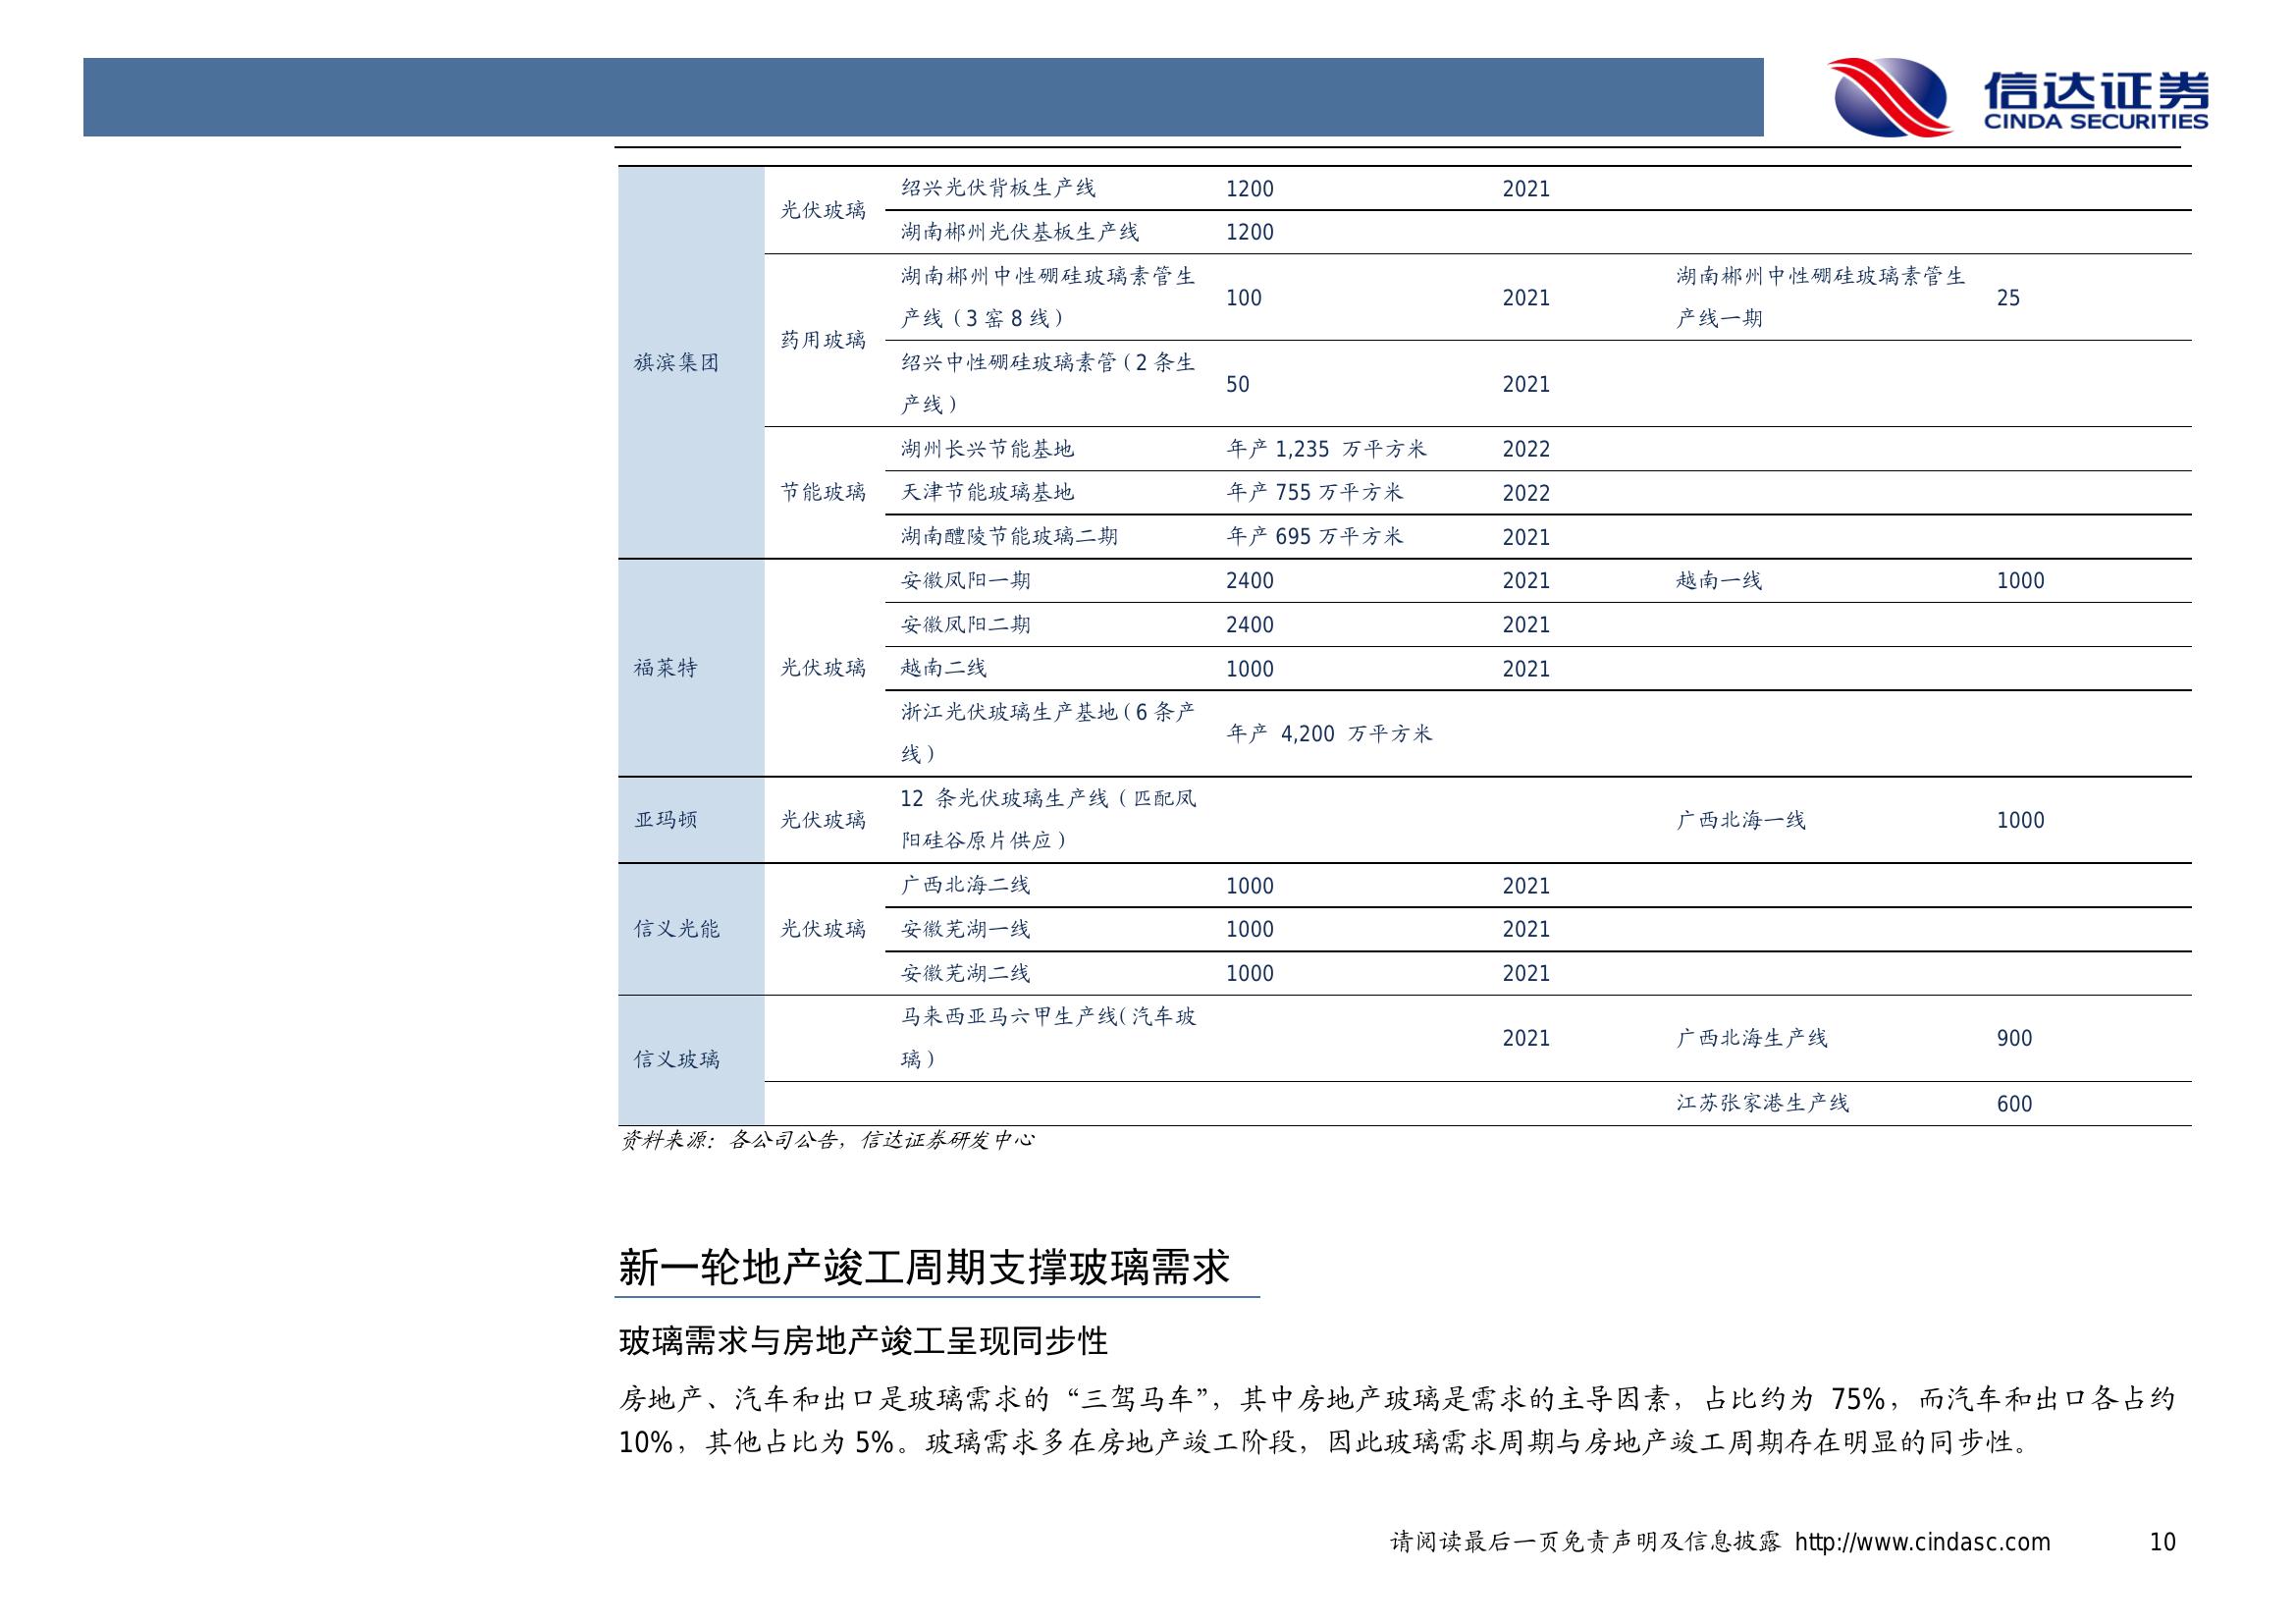 信达证券
CINDA SECURITIES
旗滨集团 光伏玻璃 绍兴光伏背板生产线 1200 2021
湖南郴州光伏基板生产线 1200
药用玻璃 湖南郴州中性硼硅玻璃素管生 100 2021 湖南郴州中性硼硅玻璃素管生 25
产线（3 窑 8 线） 产线一期
绍兴中性硼硅玻璃素管（2 条生 50 2021
产线）
节能玻璃 湖州长兴节能基地 年产 1,235 万平方米 2022
天津节能玻璃基地 年产 755 万平方米 2022
湖南醴陵节能玻璃二期 年产 695 万平方米 2021
福莱特 光伏玻璃 安徽凤阳一期 2400 2021 越南一线 1000
安徽凤阳二期 2400 2021
越南二线 1000 2021
浙江光伏玻璃生产基地（6 条产 年产 4,200 万平方米
线）
亚玛顿 光伏玻璃 12 条光伏玻璃生产线（匹配凤 广西北海一线 1000
阳硅谷原片供应）
信义光能 光伏玻璃 广西北海二线 1000 2021
安徽芜湖一线 1000 2021
安徽芜湖二线 1000 2021
信义玻璃 马来西亚马六甲生产线（汽车玻 2021 广西北海生产线 900
璃）
江苏张家港生产线 600
资料来源：各公司公告，信达证券研发中心
新一轮地产竣工周期支撑玻璃需求
玻璃需求与房地产竣工呈现同步性
房地产、汽车和出口是玻璃需求的“三驾马车”，其中房地产玻璃是需求的主导因素，占比约为 75%，而汽车和出口各占约
10%，其他占比为 5%。玻璃需求多在房地产竣工阶段，因此玻璃需求周期与房地产竣工周期存在明显的同步性。
请阅读最后一页免责声明及信息披露 http://www.cindasc.com 10